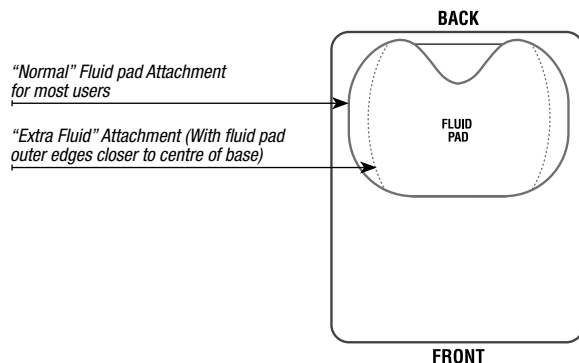 BACK
“Normal” Fluid pad Attachment
for most users
“Extra Fluid” Attachment (With fluid pad
outer edges closer to centre of base)
FLUID
PAD
FRONT